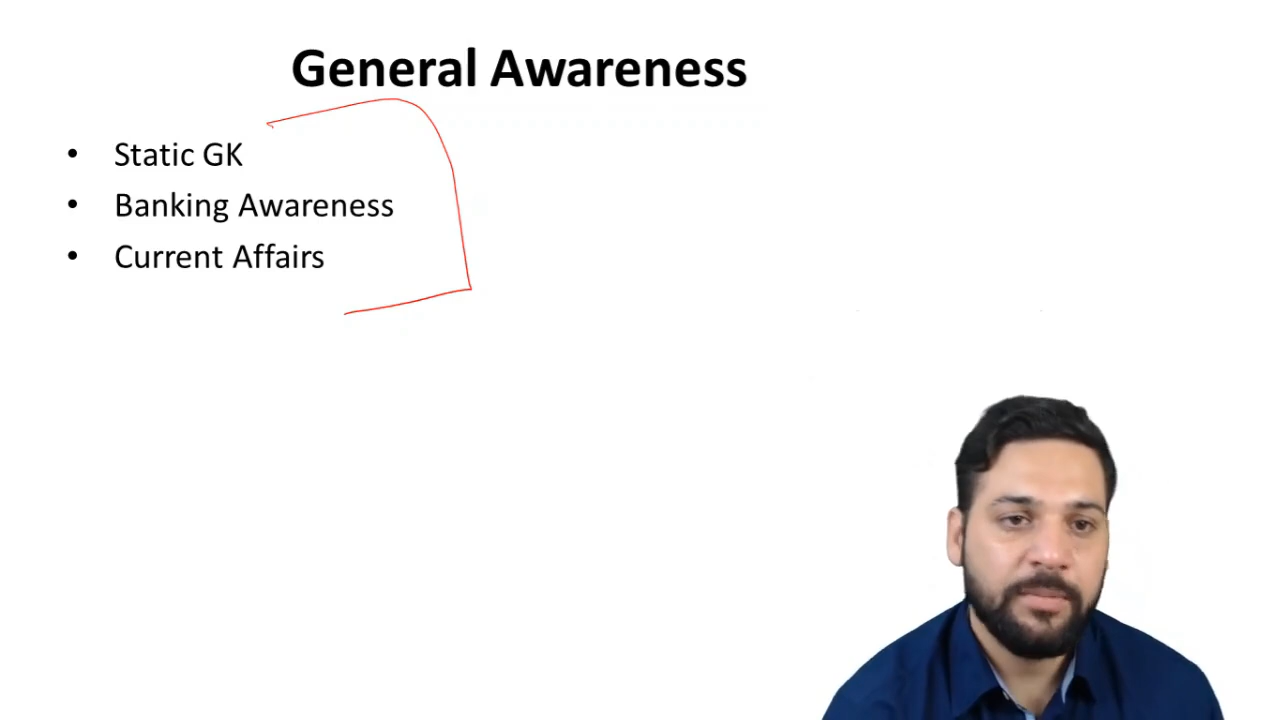 General Awareness
• Static GK
• Banking Awareness
• Current Affairs